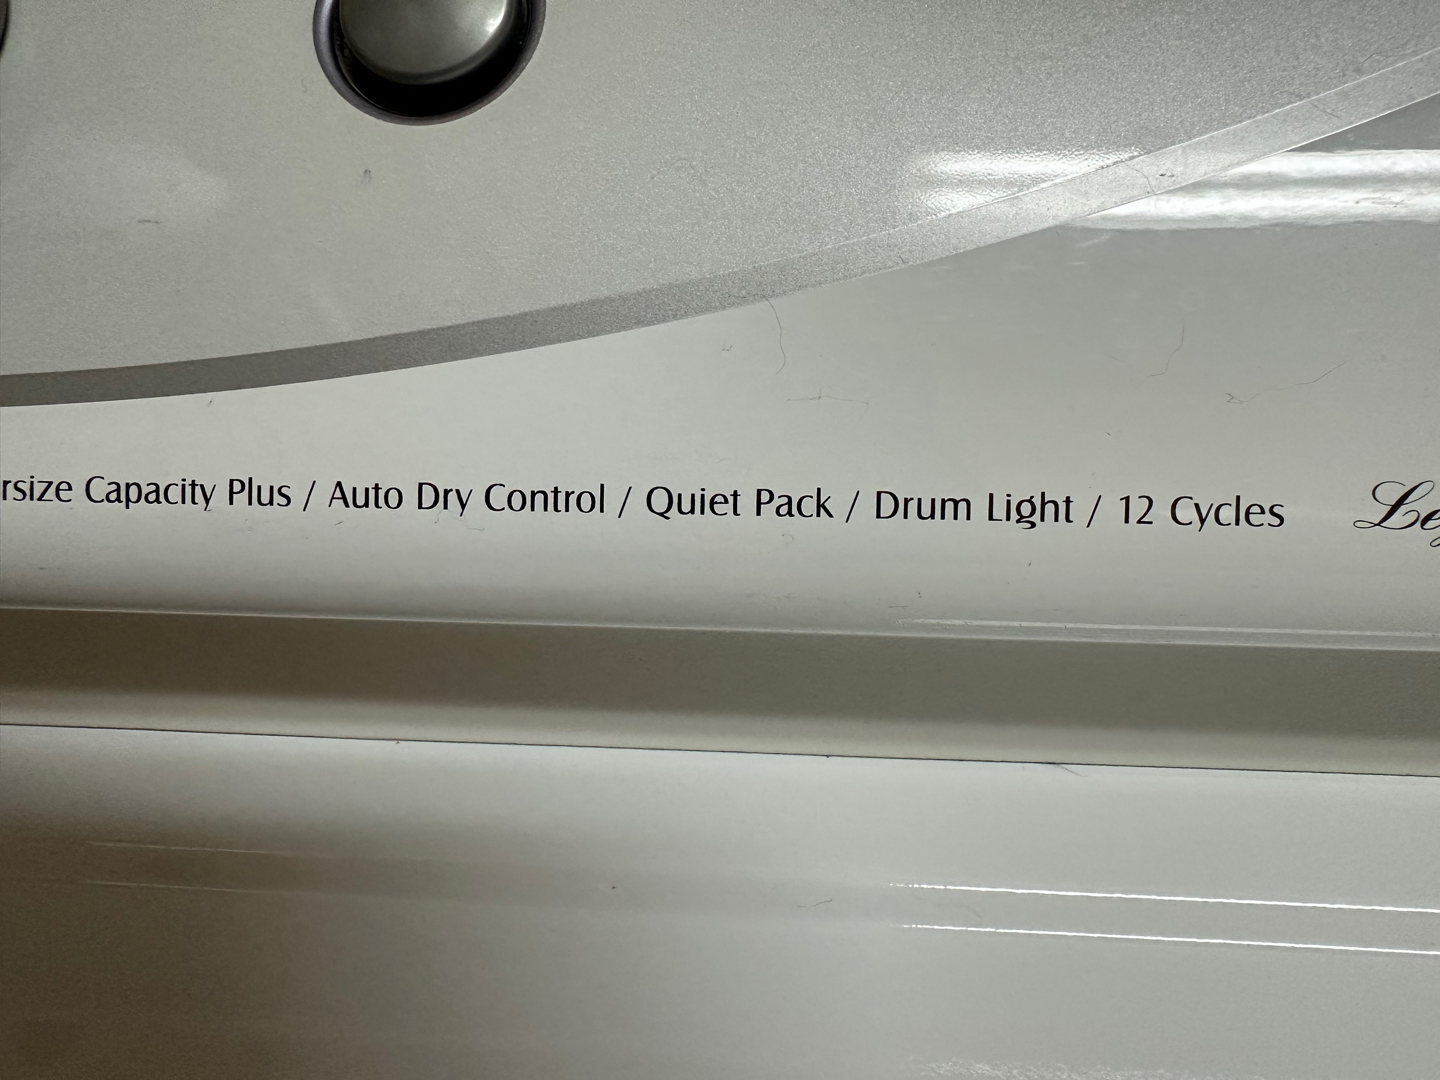 rsize Capacity Plus / Auto Dry Control / Quiet Pack / Drum Light / 12 Cycles